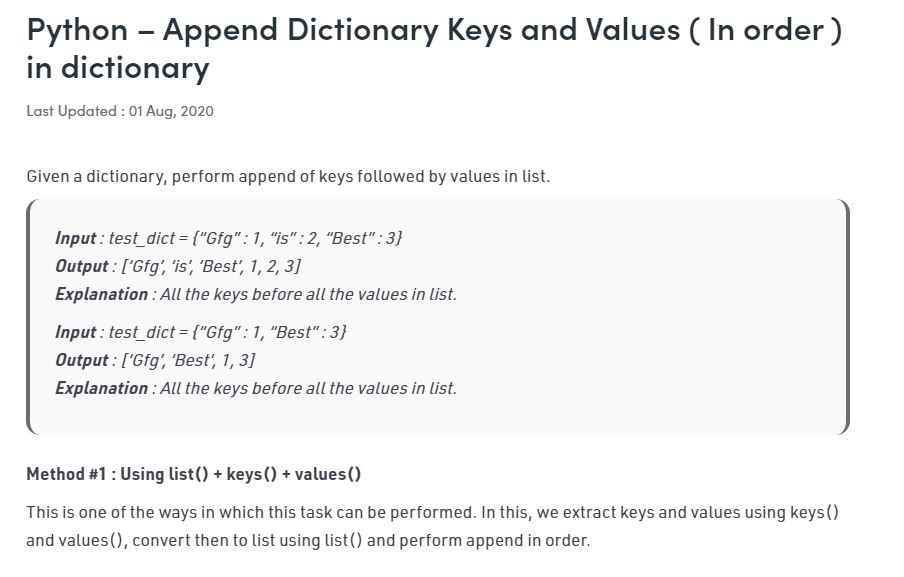 Python – Append Dictionary Keys and Values ( In order )
in dictionary
Last Updated : 01 Aug, 2020
Given a dictionary, perform append of keys followed by values in list.
Input : test_dict = {“Gfg” : 1, “is” : 2, “Best” : 3}
Output : [‘Gfg’, ‘is’, ‘Best’, 1, 2, 3]
Explanation : All the keys before all the values in list.
Input : test_dict = {“Gfg” : 1, “Best” : 3}
Output : [‘Gfg’, ‘Best’, 1, 3]
Explanation : All the keys before all the values in list.
Method #1 : Using list() + keys() + values()
This is one of the ways in which this task can be performed. In this, we extract keys and values using keys()
and values(), convert then to list using list() and perform append in order.